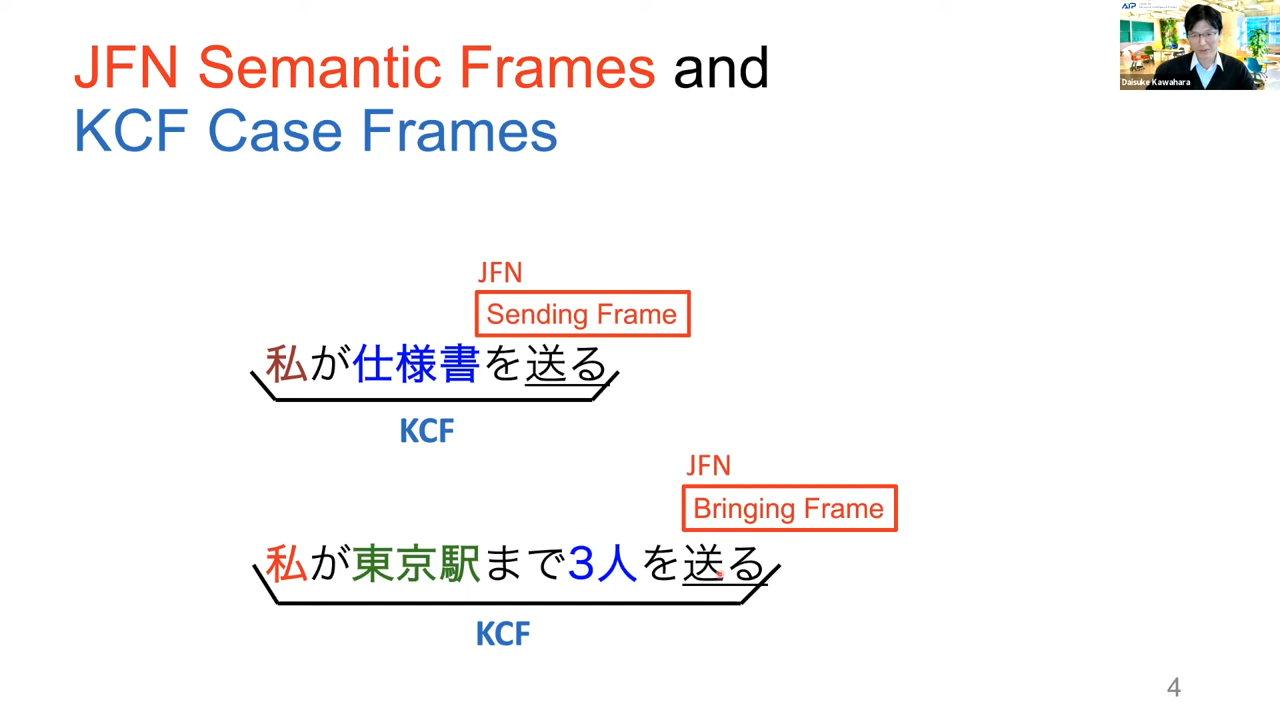 JFN Semantic Frames and
KCF Case Frames
AIP
Daisuke Kawahara
JFN
Sending Frame
私が仕様書を送る
KCF
JFN
Bringing Frame
私が東京駅まで3人を送る
KCF
4